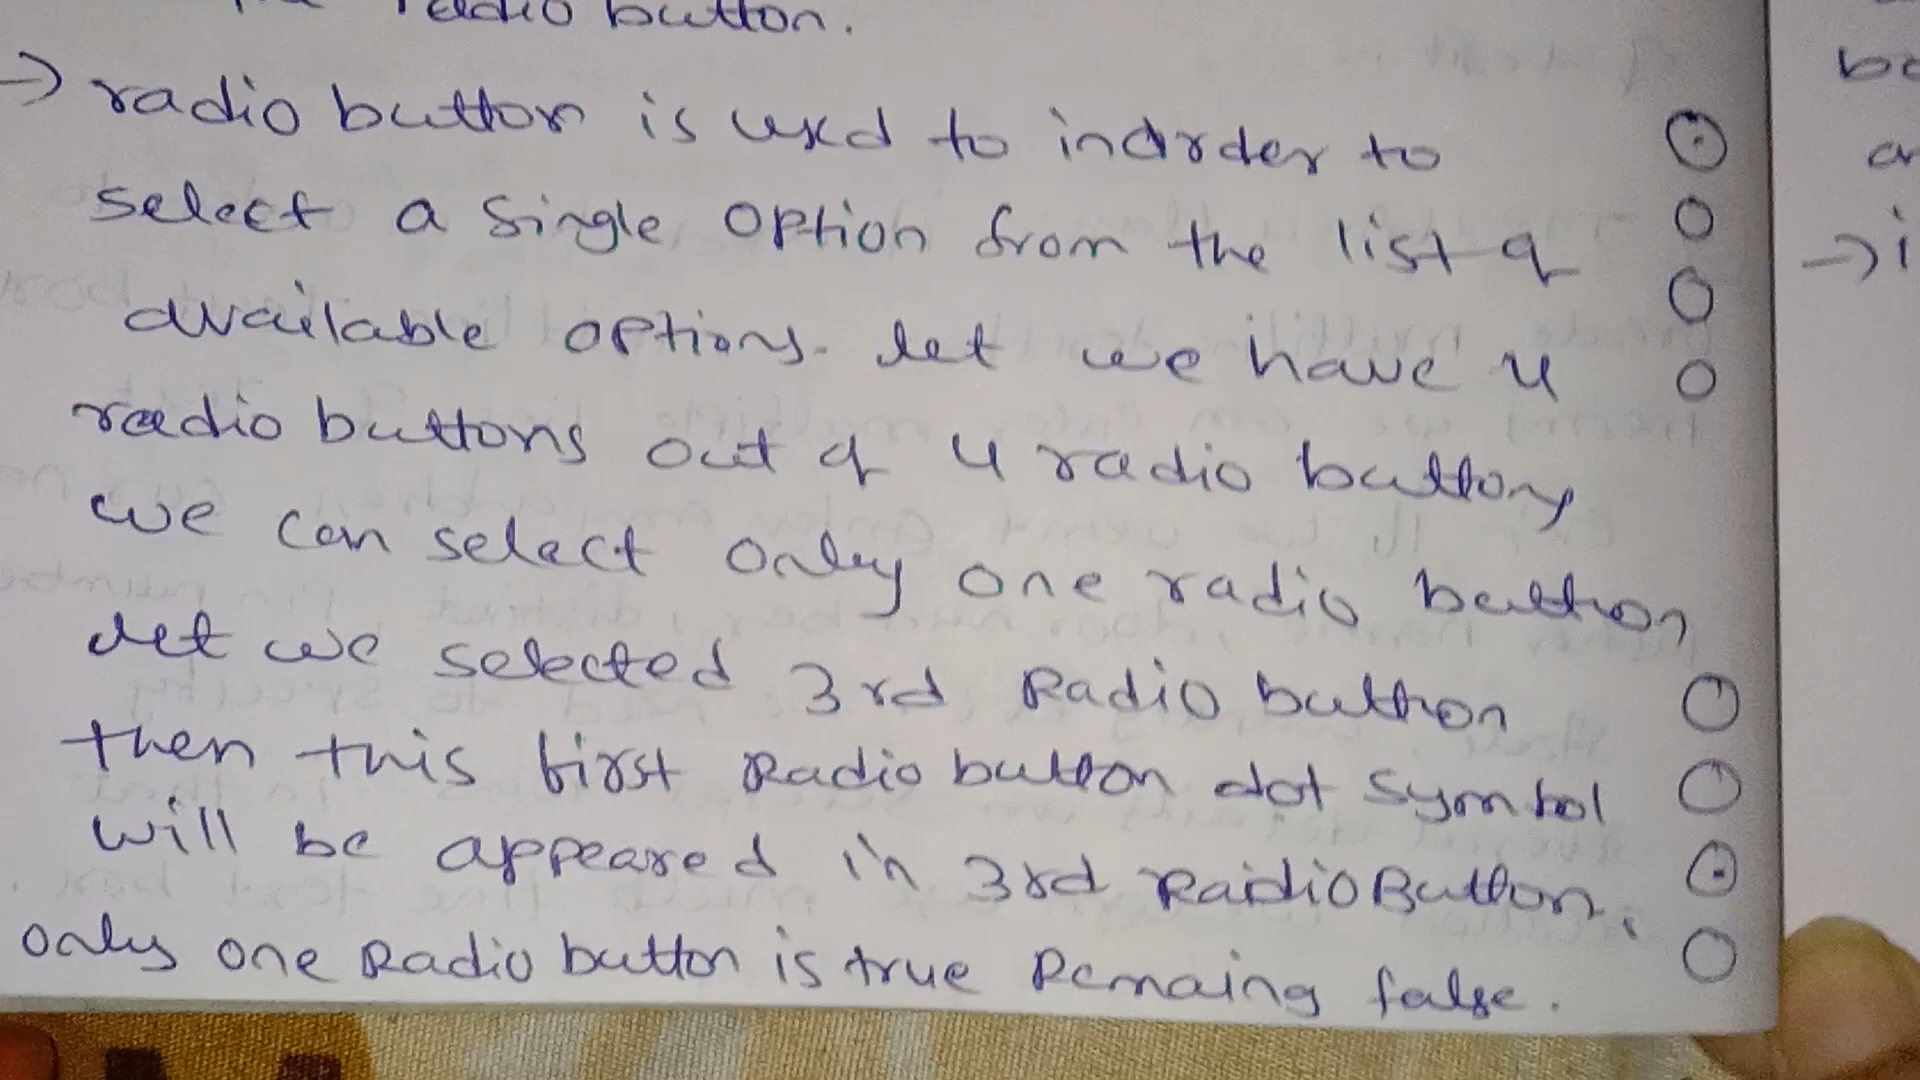 radio button.
→ radio button is used to inorder to
select a single option from the list of
available options. let we have 4
radio buttons out of 4 radio buttons
we can select only one radio button
let we selected 3rd Radio button
then this first Radio button dot symbol
will be appeared in 3rd RaidioButton.
only one Radio button is true Remaing false.
be
→ i